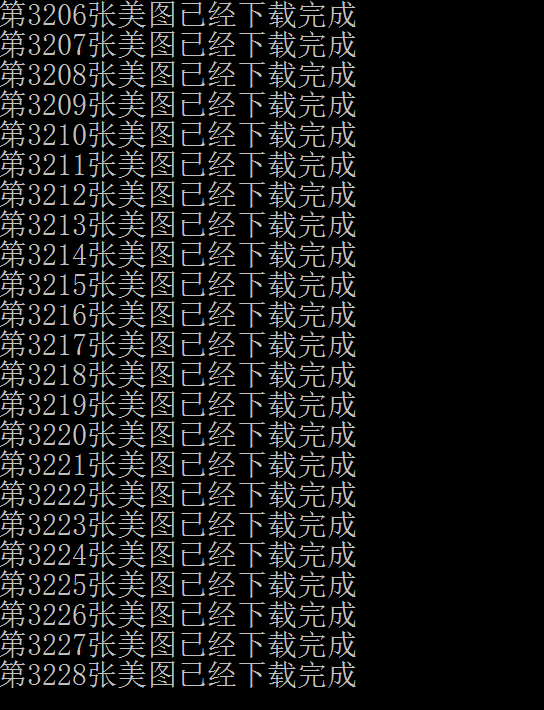 第3206张美图已经下载完成
第3207张美图已经下载完成
第3208张美图已经下载完成
第3209张美图已经下载完成
第3210张美图已经下载完成
第3211张美图已经下载完成
第3212张美图已经下载完成
第3213张美图已经下载完成
第3214张美图已经下载完成
第3215张美图已经下载完成
第3216张美图已经下载完成
第3217张美图已经下载完成
第3218张美图已经下载完成
第3219张美图已经下载完成
第3220张美图已经下载完成
第3221张美图已经下载完成
第3222张美图已经下载完成
第3223张美图已经下载完成
第3224张美图已经下载完成
第3225张美图已经下载完成
第3226张美图已经下载完成
第3227张美图已经下载完成
第3228张美图已经下载完成